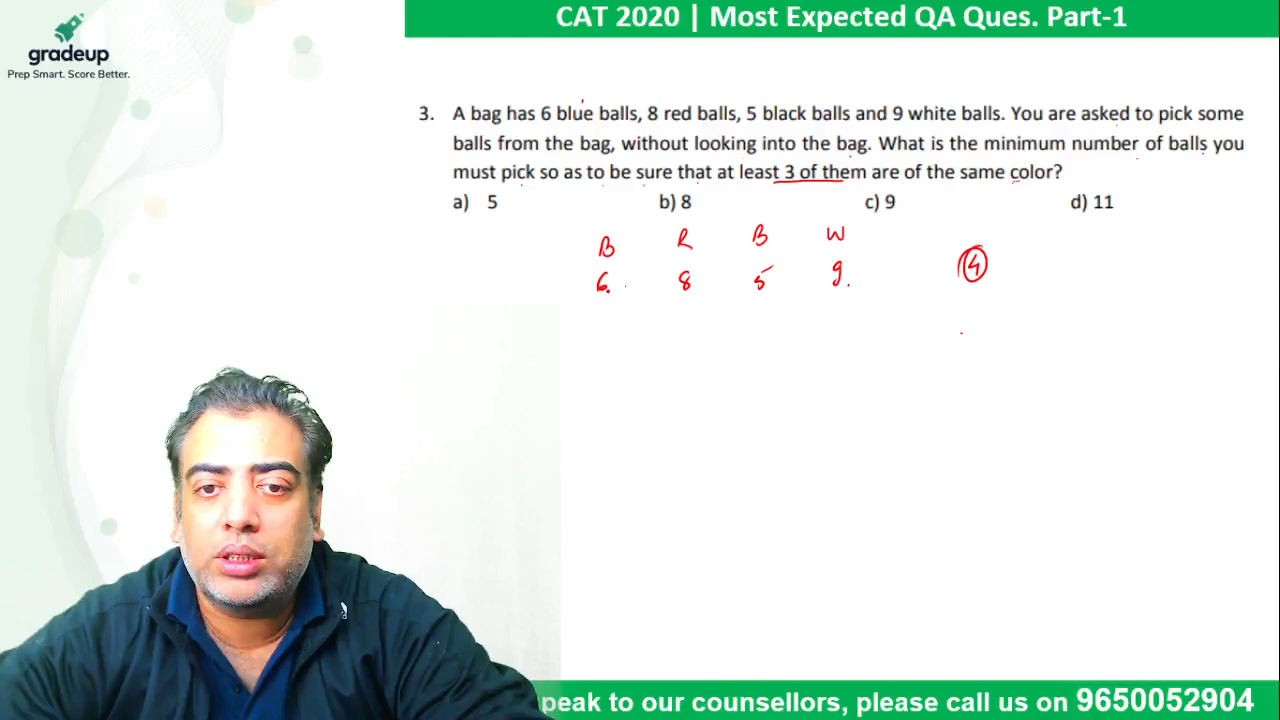 CAT 2020 | Most Expected QA Ques. Part-1
gradeup
Prep Smart. Score Better.
3. A bag has 6 blue balls, 8 red balls, 5 black balls and 9 white balls. You are asked to pick some
balls from the bag, without looking into the bag. What is the minimum number of balls you
must pick so as to be sure that at least 3 of them are of the same color?
a) 5 b) 8 c) 9 d) 11
B R B W
6 8 5 9 4
peak to our counsellors, please call us on 9650052904